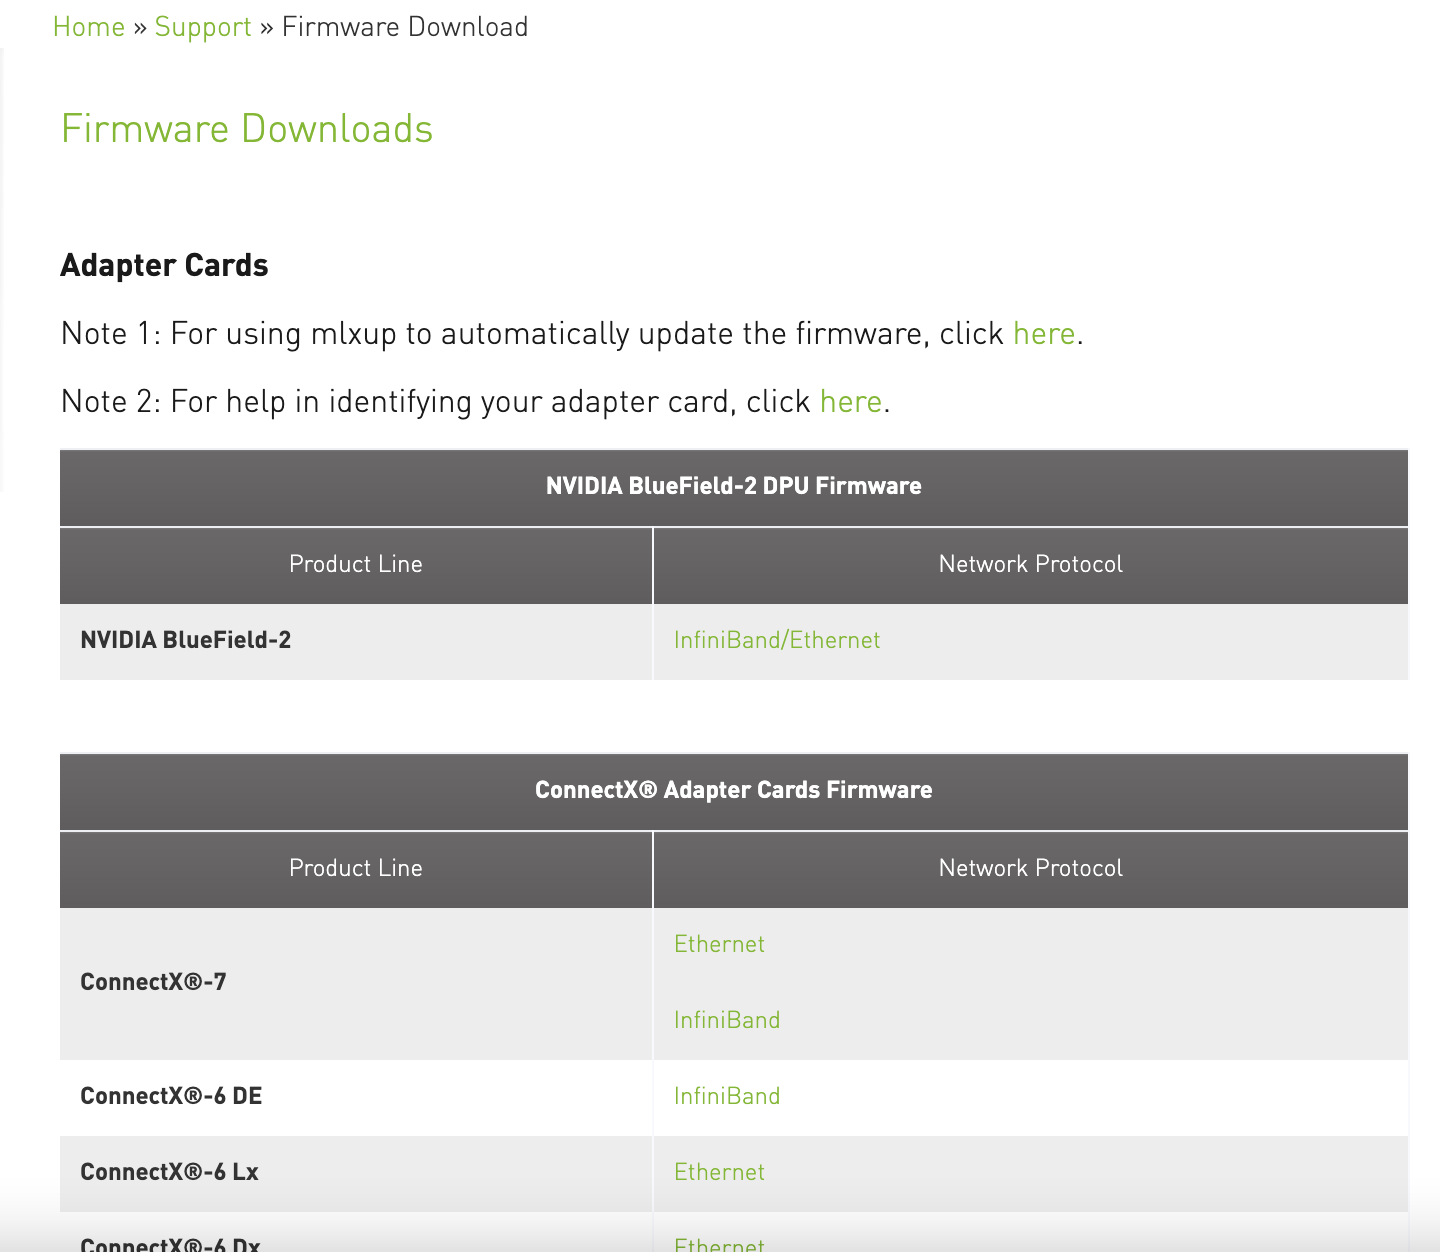 Home » Support » Firmware Download
Firmware Downloads
Adapter Cards
Note 1: For using mlxup to automatically update the firmware, click here.
Note 2: For help in identifying your adapter card, click here.
NVIDIA BlueField-2 DPU Firmware
Product Line Network Protocol
NVIDIA BlueField-2 InfiniBand/Ethernet
ConnectX® Adapter Cards Firmware
Product Line Network Protocol
ConnectX®-7
Ethernet
InfiniBand
ConnectX®-6 DE InfiniBand
ConnectX®-6 Lx Ethernet
ConnectX®-6 Dx Ethernet